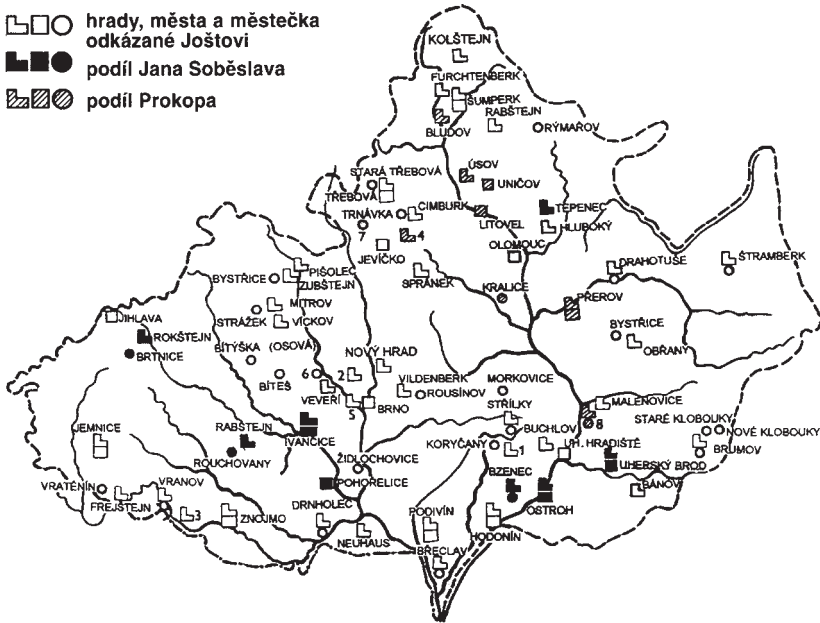 hrady, města a městečka
odkázané Joštovi
podíl Jana Soběslava
podíl Prokopa
KOLŠTEJN
FURCHTENBERK
ŠUMPERK
RABŠTEJN
BLUDOV
RÝMAŘOV
ÚSOV
STARÁ TŘEBOVÁ
UNIČOV
TŘEBOVÁ
TEPENEC
TRNÁVKA
CIMBURK
LITOVEL
HLUBOKÝ
7
4
OLOMOUC
JEVÍČKO
DRAHOTUŠE
ŠTRAMBERK
PIŠOLEC
BYSTŘICE
ZUBŠTEJN
SPRÁNEK
KRALICE
MITROV
PŘEROV
STRÁŽEK
VÍCKOV
JIHLAVA
BYSTŘICE
ROKŠTEJN
OBŘANY
BRTNICE
BÍTÝŠKA (OSOVÁ)
NOVÝ HRAD
6
2
BÍTEŠ
VILDENBERK
MORKOVICE
VEVEŘÍ
ROUSÍNOV
MALENOVICE
5
BRNO
STŘÍLKY
8
STARÉ KLOBOUKY
JEMNICE
RABŠTEJN
IVANČICE
BUCHLOV
NOVÉ KLOBOUKY
KORYČANY
1
UH. HRADIŠTĚ
BRUMOV
ROUCHOVANY
ŽIDLOCHOVICE
BZENEC
UHERSKÝ BROD
VRATĚNÍN
VRANOV
POHOŘELICE
BÁNOV
FREJŠTEJN
DRNHOLEC
PODIVÍN
OSTROH
3
ZNOJMO
NEUHAUS
HODONÍN
BŘECLAV